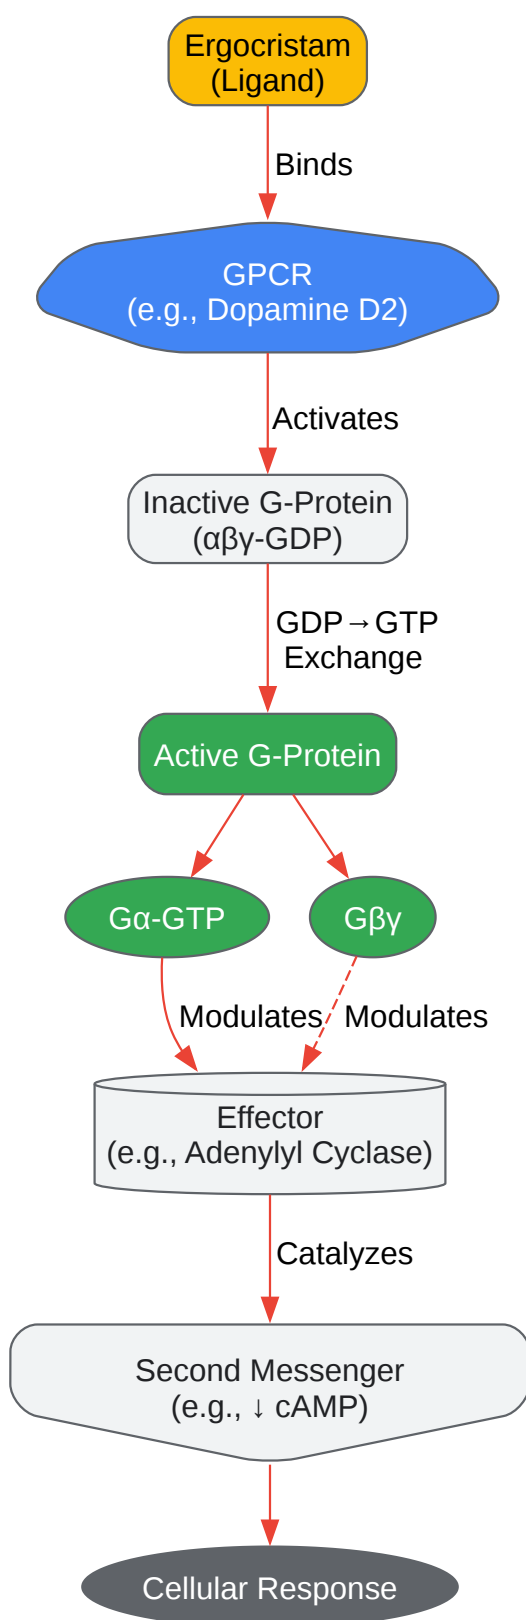 Ergocristam
(Ligand)
Binds
GPCR
(e.g., Dopamine D2)
Activates
Inactive G-Protein
(αβγ-GDP)
GDP→GTP
Exchange
Active G-Protein
Gα-GTP
Gβγ
Modulates
Modulates
Effector
(e.g., Adenylyl Cyclase)
Catalyzes
Second Messenger
(e.g., ↓ cAMP)
Cellular Response